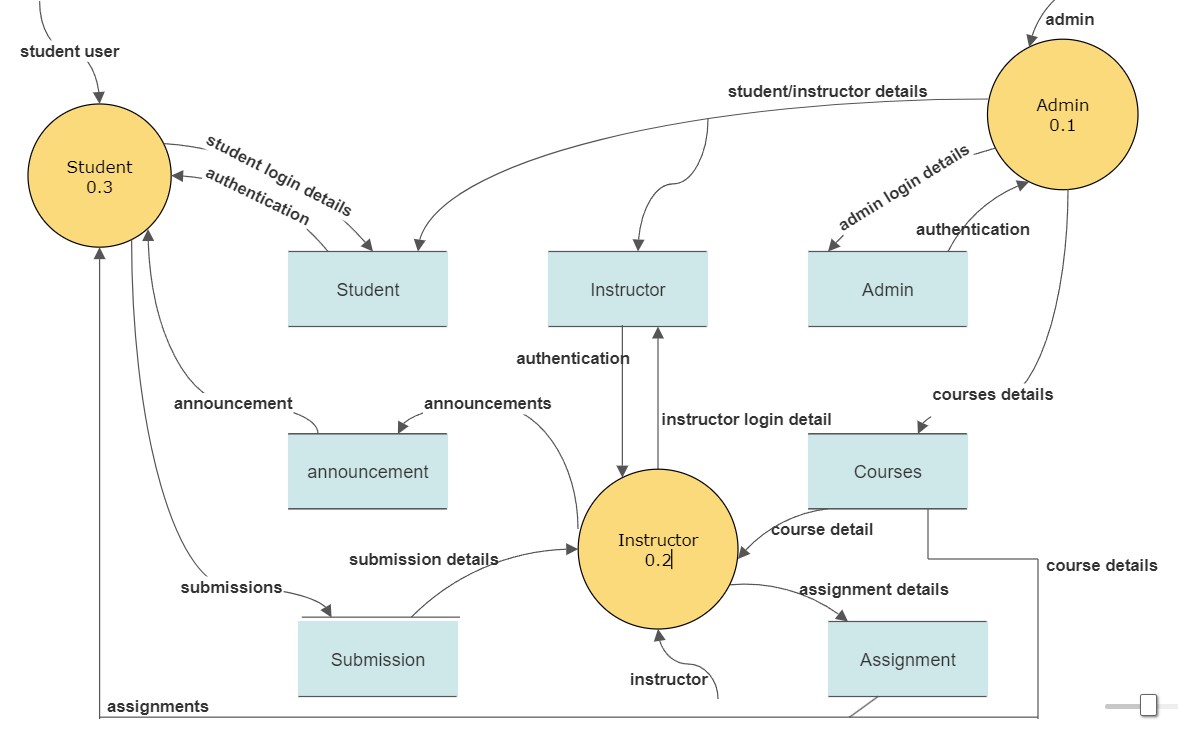 admin
student user
student/instructor details
Admin
0.1
student login details
Student
0.3
authentication
admin login details
authentication
Student
Instructor
Admin
authentication
announcement
announcements
courses details
instructor login detail
announcement
Courses
course detail
Instructor
0.2
submission details
course details
submissions
assignment details
Submission
Assignment
instructor
assignments